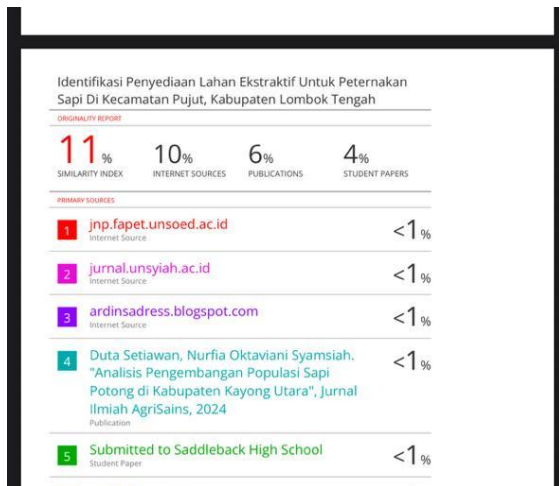 Identifikasi Penyediaan Lahan Ekstraktif Untuk Peternakan
Sapi Di Kecamatan Pujut, Kabupaten Lombok Tengah
ORIGINALITY REPORT
11% 10% 6% 4%
SIMILARITY INDEX INTERNET SOURCES PUBLICATIONS STUDENT PAPERS
PRIMARY SOURCES
1 jnp.fapet.unsoed.ac.id <1%
Internet Source
2 jurnal.unsyiah.ac.id <1%
Internet Source
3 ardinsadress.blogspot.com <1%
Internet Source
4 Duta Setiawan, Nurfia Oktaviani Syamsiah. <1%
"Analisis Pengembangan Populasi Sapi
Potong di Kabupaten Kayong Utara", Jurnal
Ilmiah AgriSains, 2024
Publication
5 Submitted to Saddleback High School <1%
Student Paper